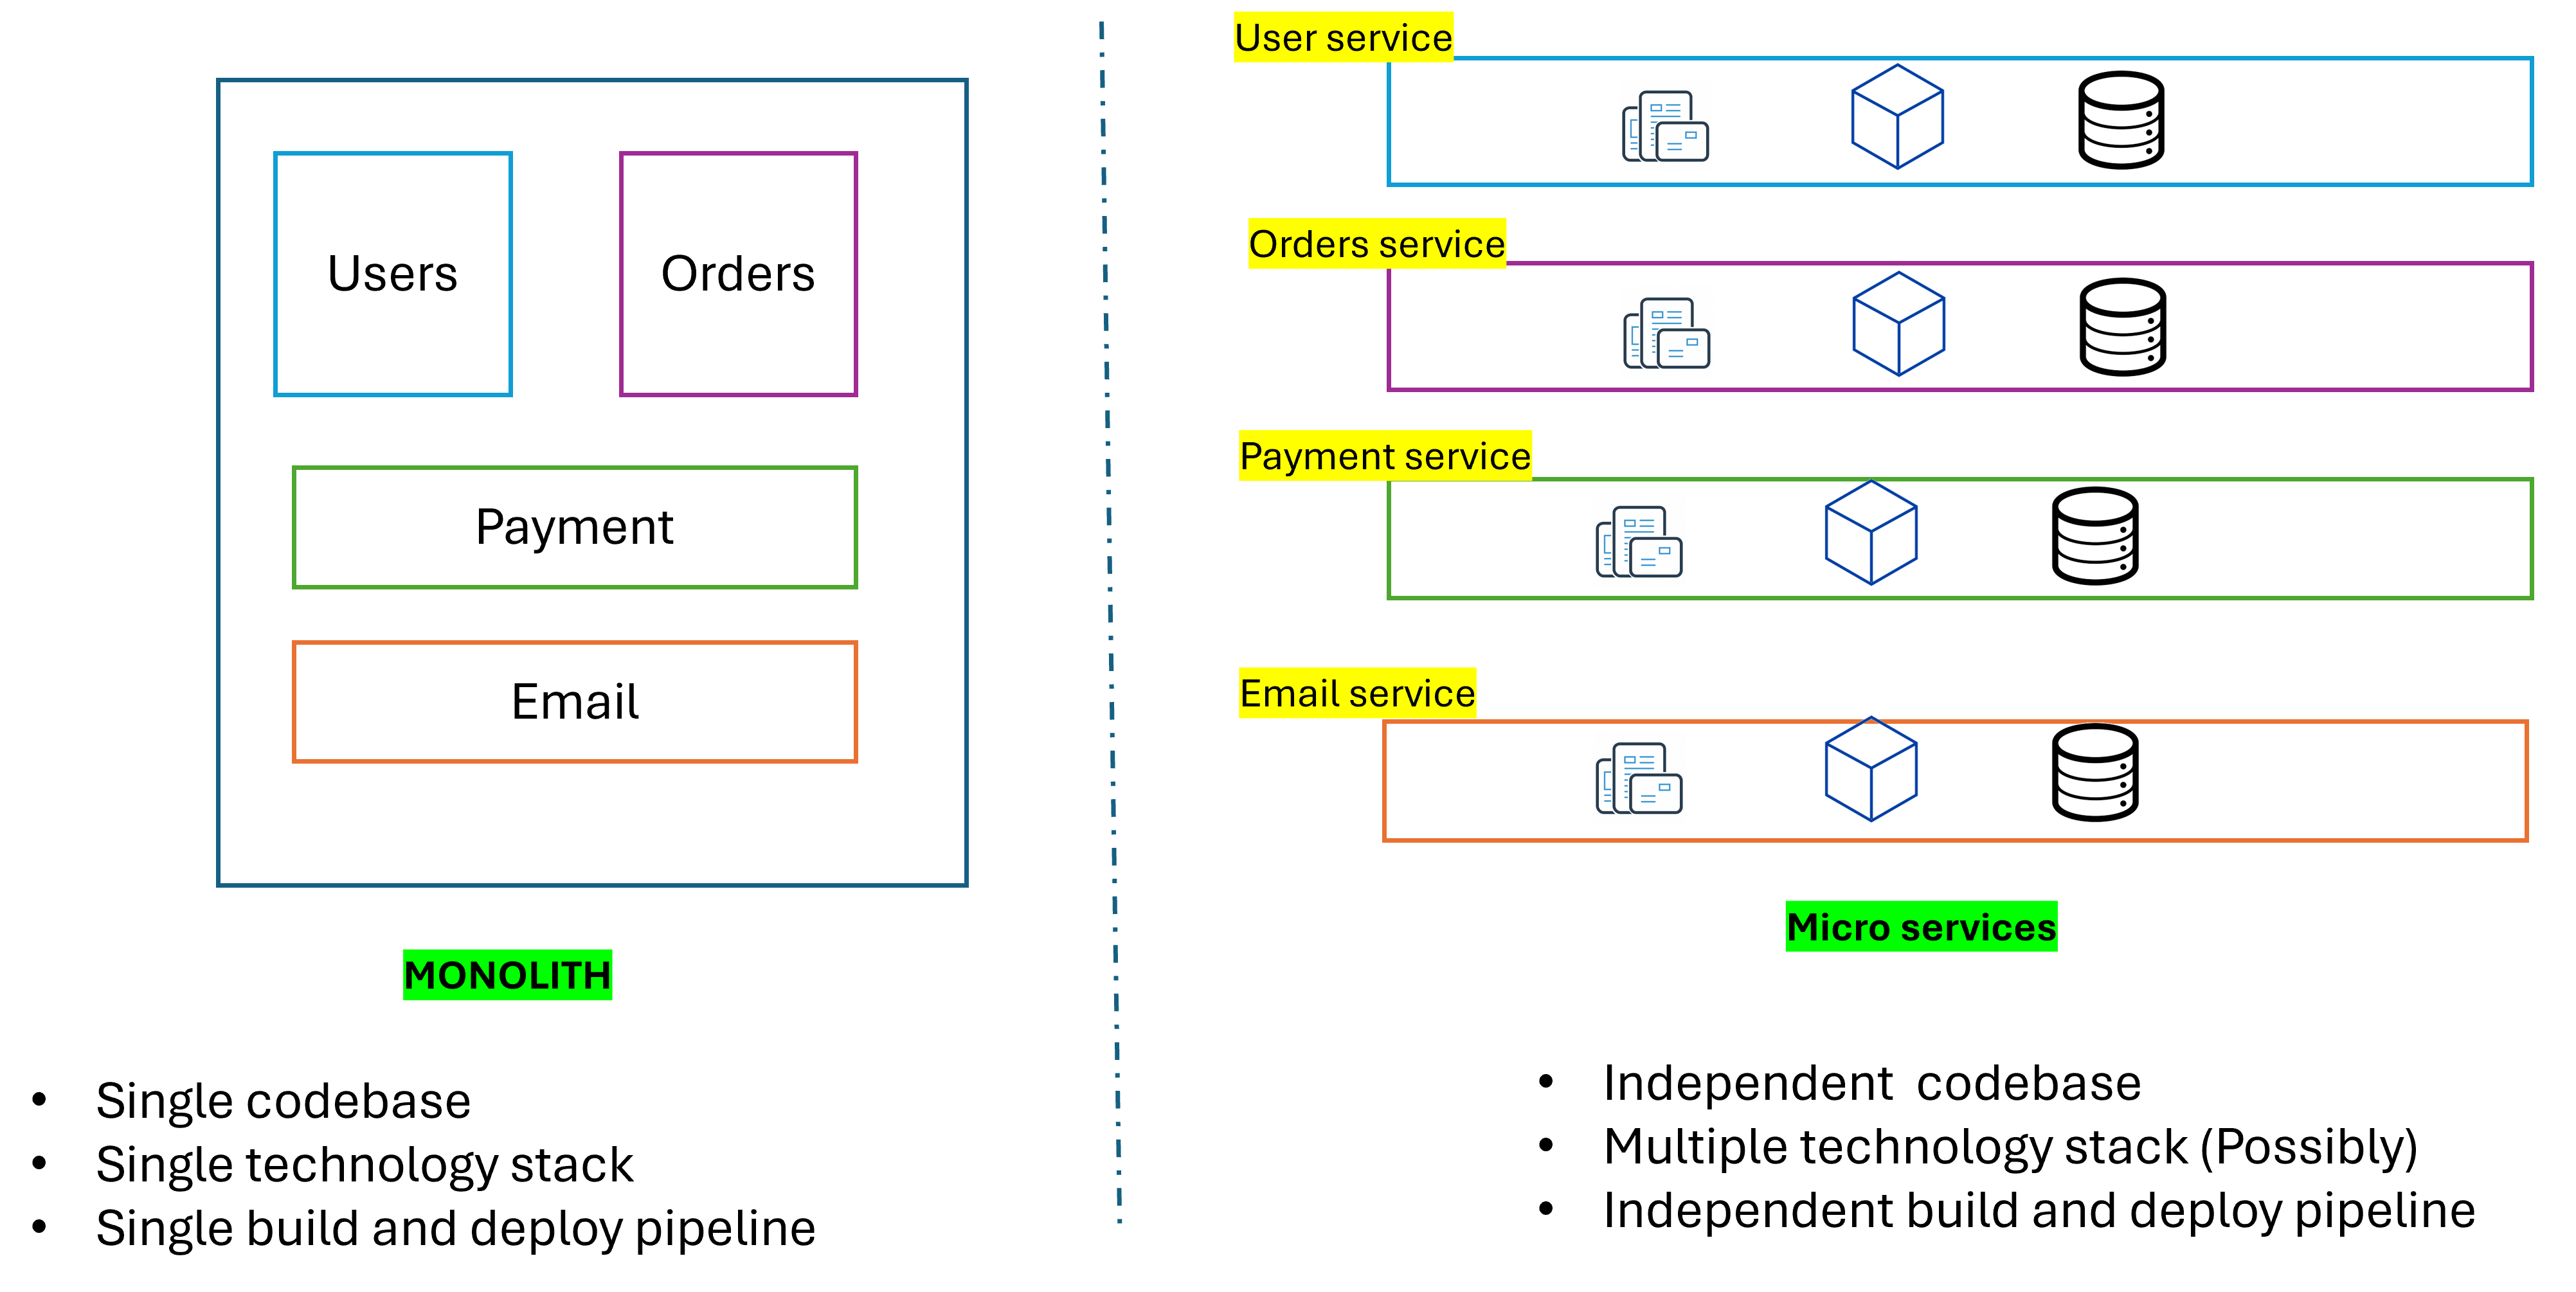 Users
Orders
Payment
Email
MONOLITH
• Single codebase
• Single technology stack
• Single build and deploy pipeline
User service
Orders service
Payment service
Email service
Micro services
• Independent  codebase
• Multiple technology stack (Possibly)
• Independent build and deploy pipeline